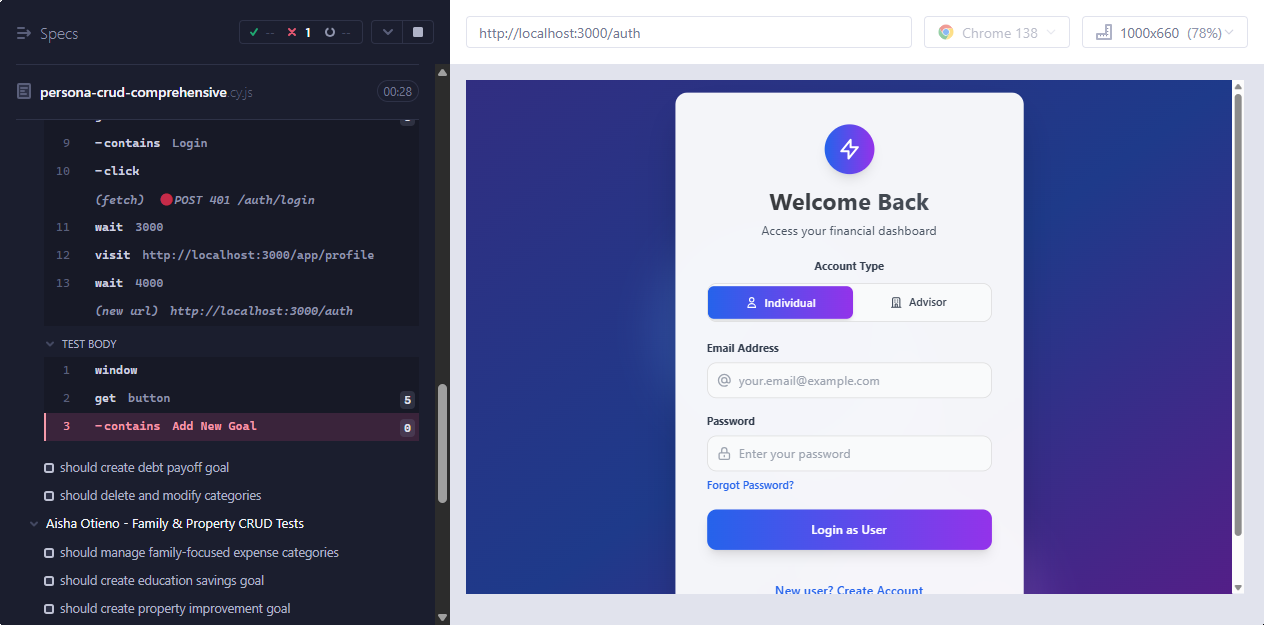 Specs
-- 1 --
persona-crud-comprehensive.cy.js
00:28
9 -contains Login
10 -click
(fetch) POST 401 /auth/login
11 wait 3000
12 visit http://localhost:3000/app/profile
13 wait 4000
(new url) http://localhost:3000/auth
TEST BODY
1 window
2 get button 5
3 -contains Add New Goal 0
should create debt payoff goal
should delete and modify categories
Aisha Otieno - Family & Property CRUD Tests
should manage family-focused expense categories
should create education savings goal
should create property improvement goal
http://localhost:3000/auth
Chrome 138
1000x660 (78%)
Welcome Back
Access your financial dashboard
Account Type
Individual
Advisor
Email Address
@ your.email@example.com
Password
Enter your password
Forgot Password?
Login as User
New user? Create Account